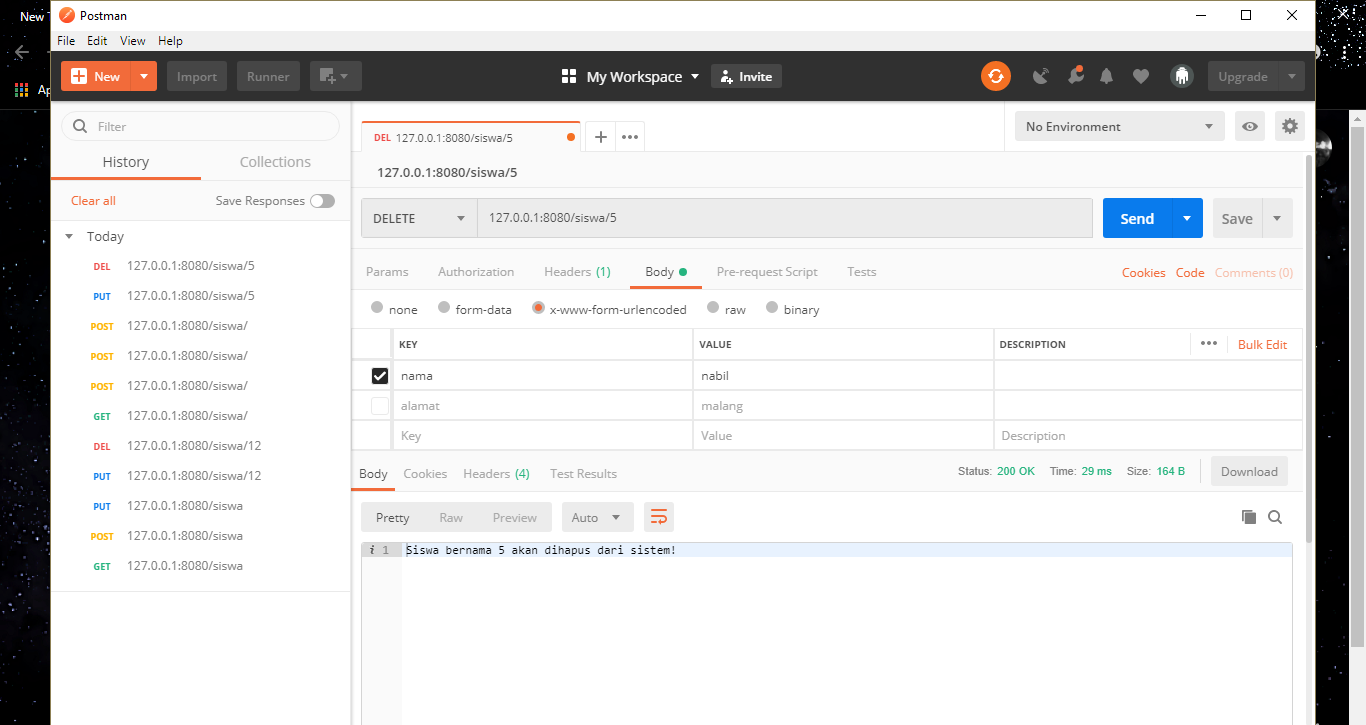 New
Postman
File Edit View Help
New Import Runner My Workspace Invite Upgrade
Filter
History Collections
Clear all Save Responses
Today
DEL 127.0.0.1:8080/siswa/5
PUT 127.0.0.1:8080/siswa/5
POST 127.0.0.1:8080/siswa/
POST 127.0.0.1:8080/siswa/
POST 127.0.0.1:8080/siswa/
GET 127.0.0.1:8080/siswa/
DEL 127.0.0.1:8080/siswa/12
PUT 127.0.0.1:8080/siswa/12
PUT 127.0.0.1:8080/siswa
POST 127.0.0.1:8080/siswa
GET 127.0.0.1:8080/siswa
DEL 127.0.0.1:8080/siswa/5
No Environment
127.0.0.1:8080/siswa/5
DELETE 127.0.0.1:8080/siswa/5 Send Save
Params Authorization Headers (1) Body Pre-request Script Tests Cookies Code Comments (0)
none form-data x-www-form-urlencoded raw binary
KEY VALUE DESCRIPTION Bulk Edit
nama nabil
alamat malang
Key Value Description
Body Cookies Headers (4) Test Results Status: 200 OK Time: 29 ms Size: 164 B Download
Pretty Raw Preview Auto
i 1 Siswa bernama 5 akan dihapus dari sistem!